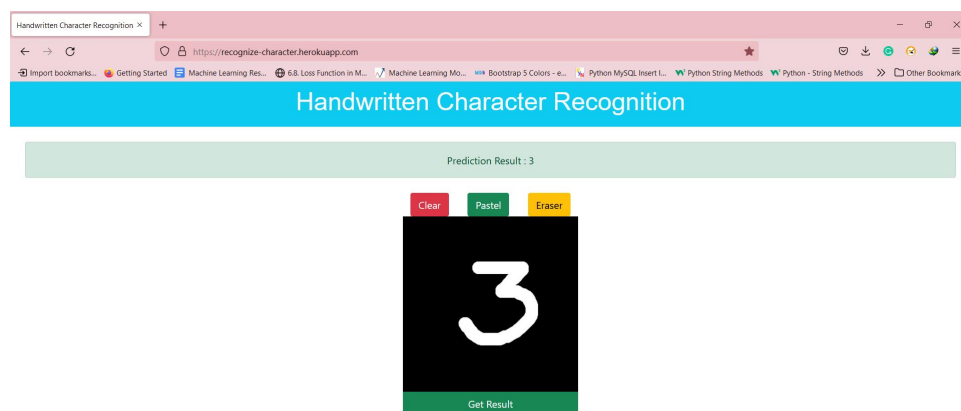 Handwritten Character Recognition
https://recognize-character.herokuapp.com
Import bookmarks... Getting Started Machine Learning Res... 6.8. Loss Function in M... Machine Learning Mo... Bootstrap 5 Colors - e... Python MySQL Insert I... Python String Methods Python - String Methods Other Bookmark
Handwritten Character Recognition
Prediction Result : 3
Clear Pastel Eraser
3
Get Result